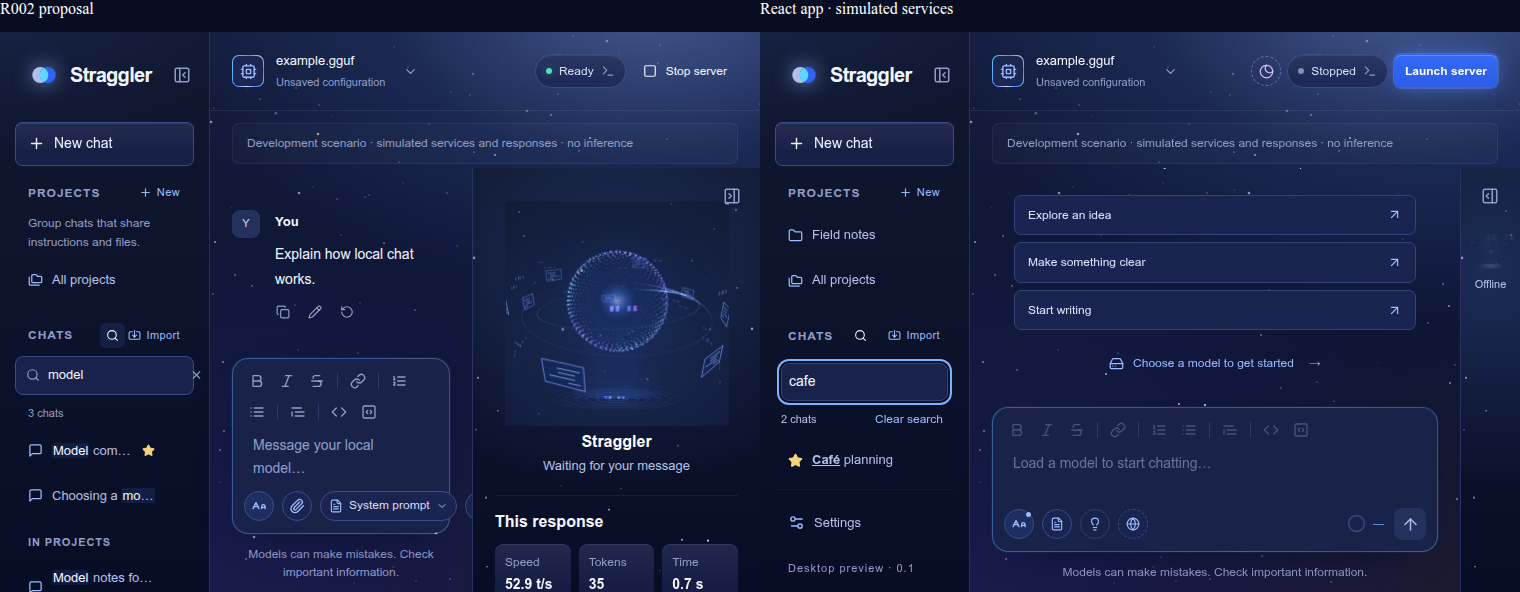 R002 proposal
Straggler
New chat
PROJECTS
New
Group chats that share
instructions and files.
All projects
CHATS
Import
model
3 chats
Model com…
Choosing a mo…
IN PROJECTS
Model notes fo…
example.gguf
Unsaved configuration
Ready
Stop server
Development scenario · simulated services and responses · no inference
Y
You
Explain how local chat
works.
Message your local
model…
System prompt
Models can make mistakes. Check
important information.
Straggler
Waiting for your message
This response
Speed
52.9 t/s
Tokens
35
Time
0.7 s
React app · simulated services
Straggler
New chat
PROJECTS
New
Field notes
All projects
CHATS
Import
cafe
2 chats
Clear search
Café planning
Settings
Desktop preview · 0.1
example.gguf
Unsaved configuration
Stopped
Launch server
Development scenario · simulated services and responses · no inference
Explore an idea
Make something clear
Start writing
Choose a model to get started →
Load a model to start chatting…
Models can make mistakes. Check important information.
Offline